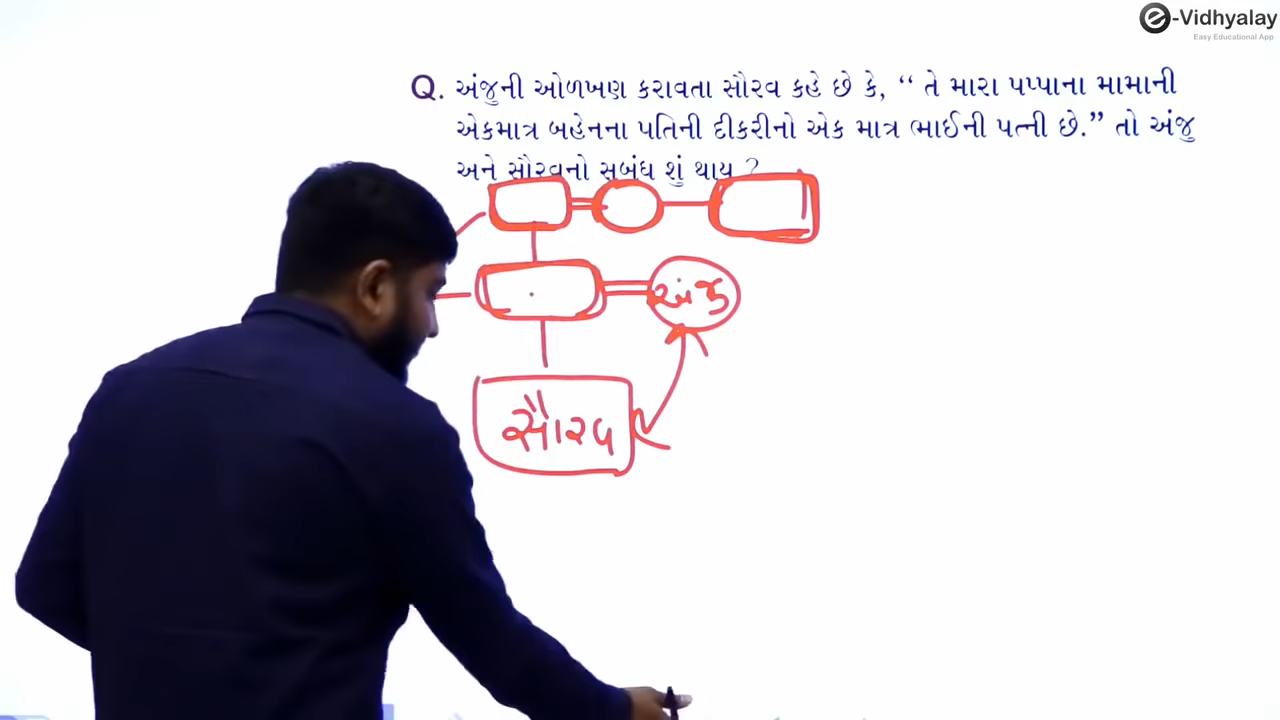 e-Vidhyalay
Easy Educational App
Q. અંજુની ઓળખણ કરાવતા સૌરવ કહે છે કે, “ તે મારા પપ્પાના મામાની
એકમાત્ર બહેનના પતિની દીકરીનો એક માત્ર ભાઈની પત્ની છે.” તો અંજુ
અને સૌરવનો સબંધ શું થાય ?
અંજુ
સૌરવ